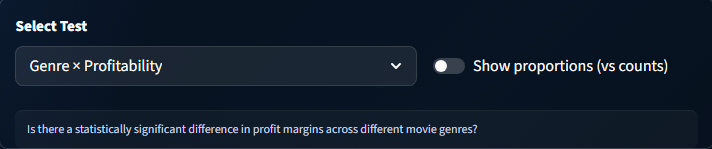 Select Test
Genre × Profitability
Show proportions (vs counts)
Is there a statistically significant difference in profit margins across different movie genres?